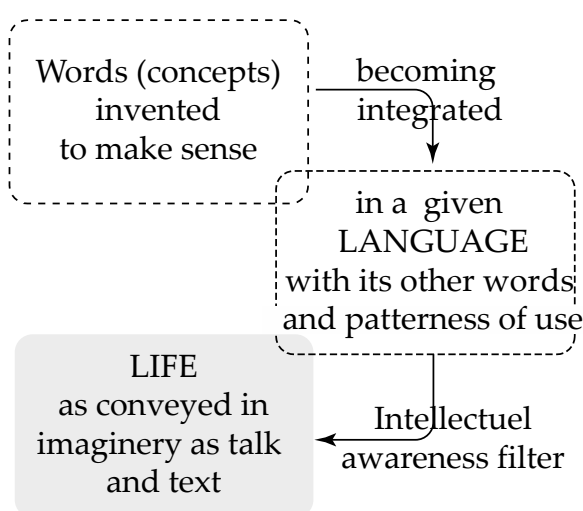 Words (concepts)
invented
to make sense
becoming
integrated
in a given
LANGUAGE
with its other words
and patterness of use
Intellectuel
awareness filter
LIFE
as conveyed in
imaginery as talk
and text